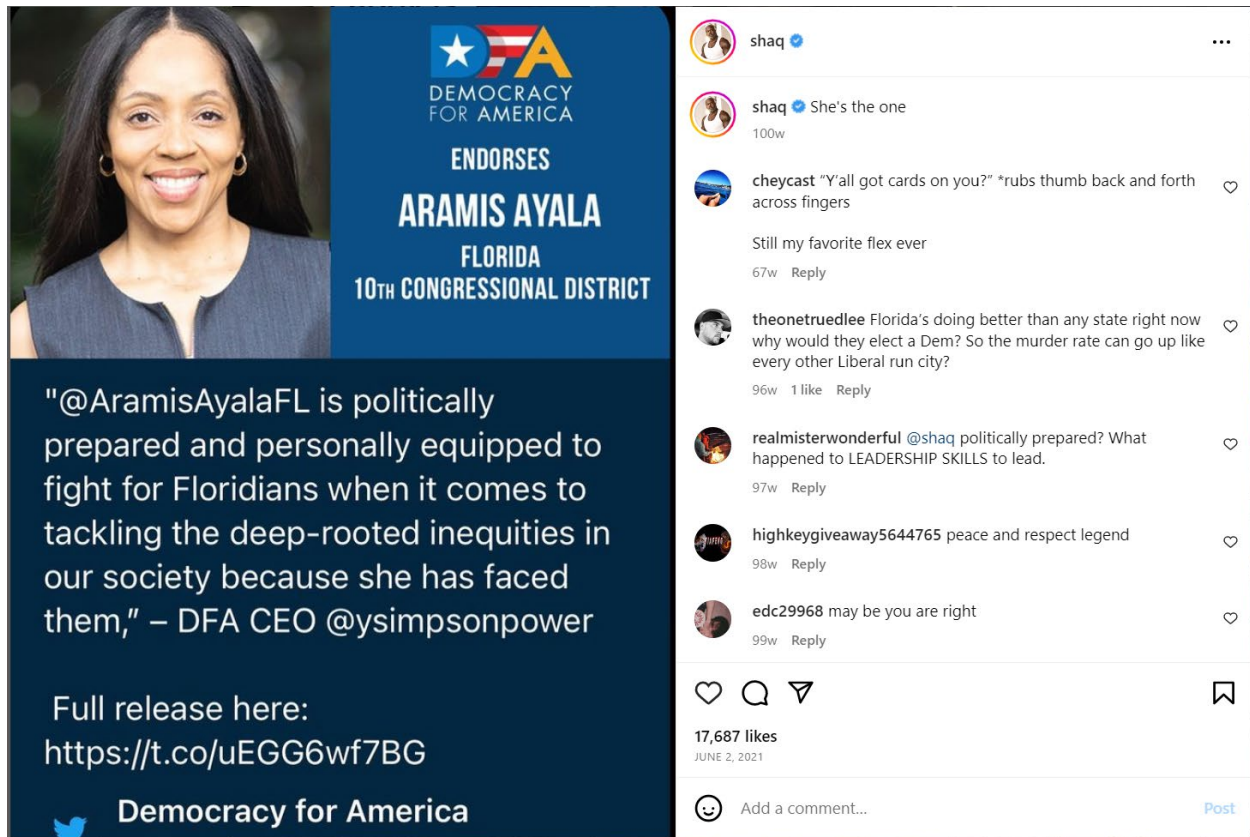 DFA
DEMOCRACY
FOR AMERICA
ENDORSES
ARAMIS AYALA
FLORIDA
10TH CONGRESSIONAL DISTRICT
"@AramisAyalaFL is politically
prepared and personally equipped to
fight for Floridians when it comes to
tackling the deep-rooted inequities in
our society because she has faced
them,” – DFA CEO @ysimpsonpower
Full release here:
https://t.co/uEGG6wf7BG
Democracy for America
shaq
shaq She's the one
100w
cheycast “Y’all got cards on you?” *rubs thumb back and forth
across fingers
Still my favorite flex ever
67w Reply
theonetruedlee Florida’s doing better than any state right now
why would they elect a Dem? So the murder rate can go up like
every other Liberal run city?
96w 1 like Reply
realmisterwonderful @shaq politically prepared? What
happened to LEADERSHIP SKILLS to lead.
97w Reply
highkeygiveaway5644765 peace and respect legend
98w Reply
edc29968 may be you are right
99w Reply
17,687 likes
JUNE 2, 2021
Add a comment...
Post